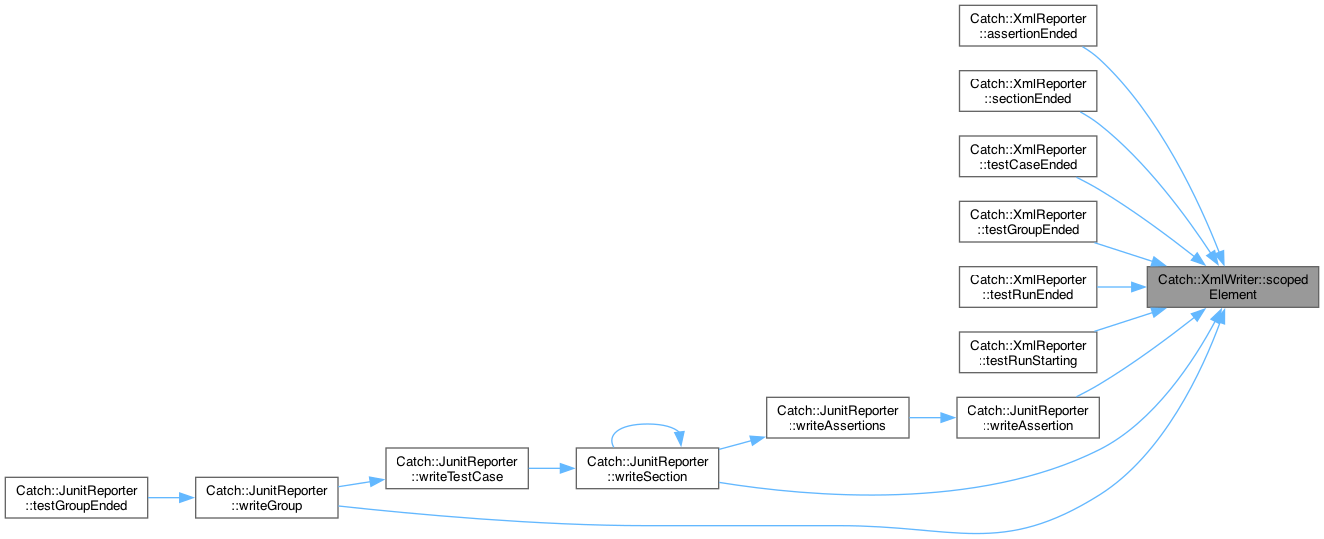 Catch::XmlReporter
::assertionEnded
Catch::XmlReporter
::sectionEnded
Catch::XmlReporter
::testCaseEnded
Catch::XmlReporter
::testGroupEnded
Catch::XmlReporter
::testRunEnded
Catch::XmlWriter::scoped
Element
Catch::XmlReporter
::testRunStarting
Catch::JunitReporter
::writeAssertions
Catch::JunitReporter
::writeAssertion
Catch::JunitReporter
::writeTestCase
Catch::JunitReporter
::writeSection
Catch::JunitReporter
::testGroupEnded
Catch::JunitReporter
::writeGroup